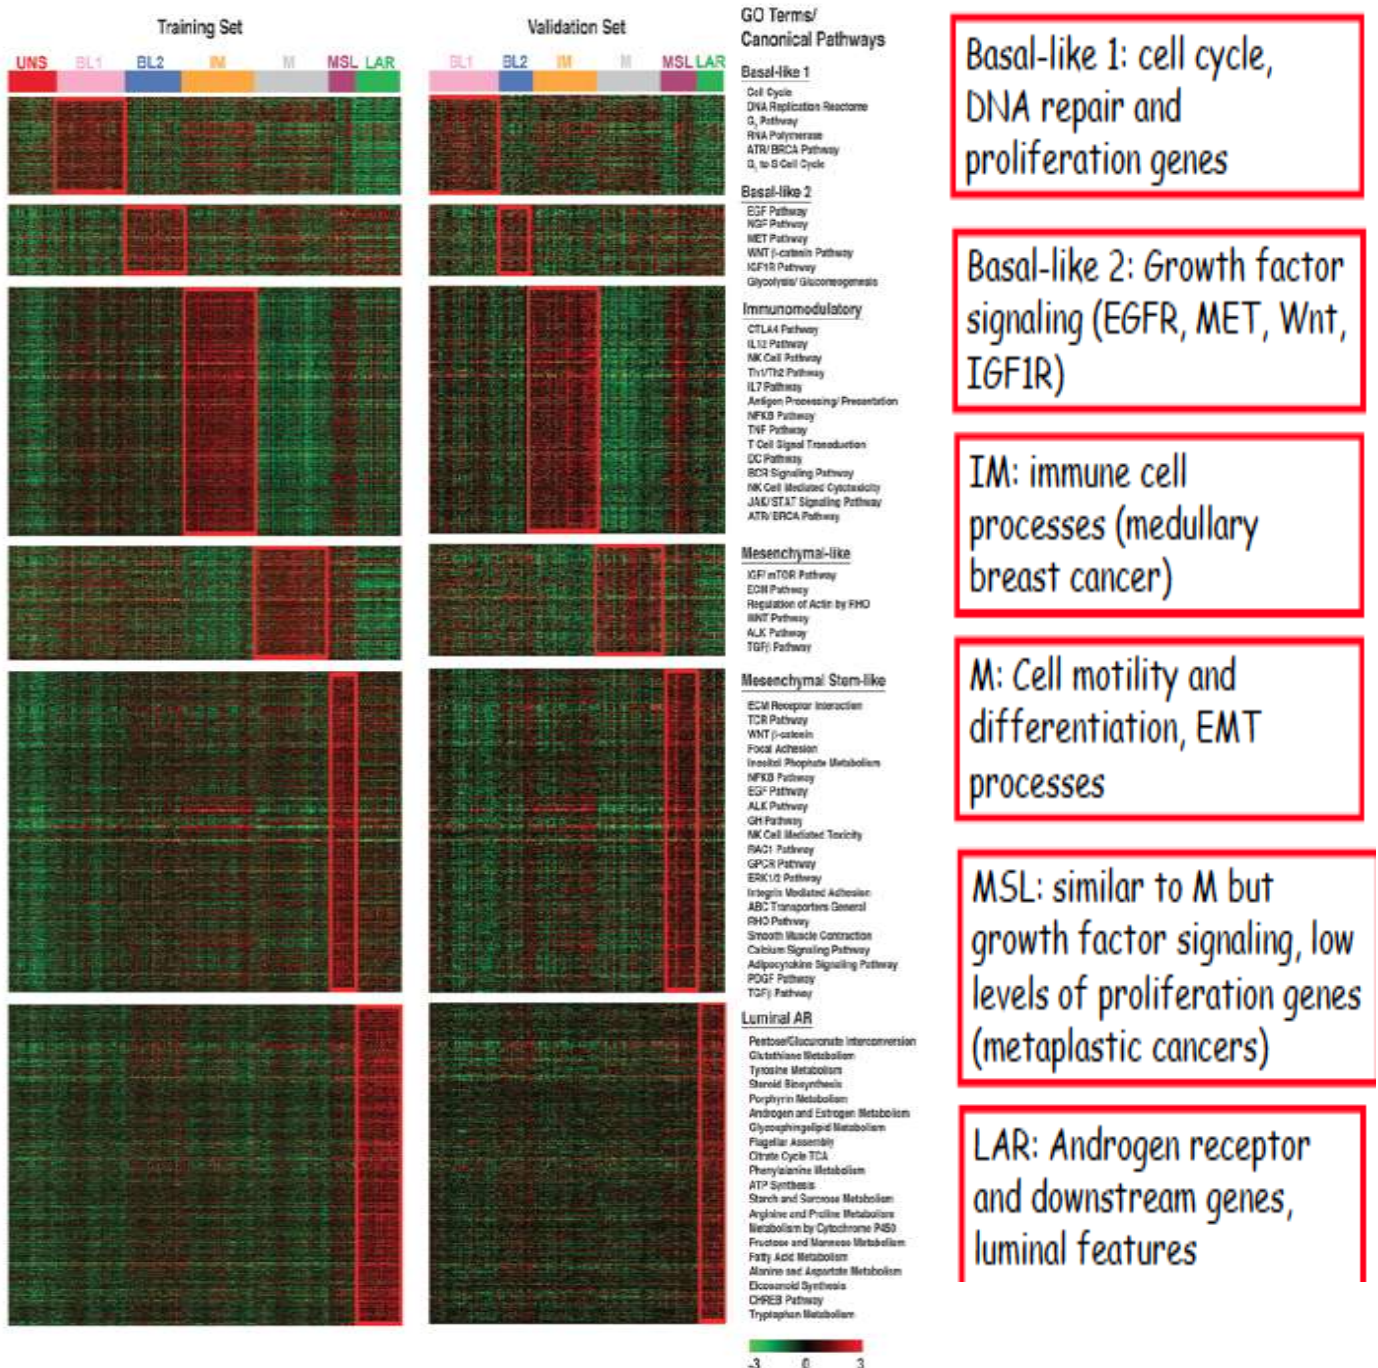 Training Set
Validation Set
GO Terms/
Canonical Pathways
UNS BL1 BL2 IM M MSL LAR
BL1 BL2 IM M MSL LAR
Basal-like 1
Cell Cycle
DNA Replication Reactome
G₂ Pathway
RNA Polymerase
ATR/BRCA Pathway
G₁ to S Cell Cycle
Basal-like 2
EGF Pathway
NGF Pathway
MET Pathway
WNT β-catenin Pathway
IGF1R Pathway
Glycolysis/ Gluconeogenesis
Immunomodulatory
CTLA4 Pathway
IL12 Pathway
NK Cell Pathway
Th1/Th2 Pathway
IL7 Pathway
Antigen Processing/ Presentation
NFKB Pathway
TNF Pathway
T Cell Signal Transduction
DC Pathway
BCR Signaling Pathway
NK Cell Mediated Cytotoxicity
JAK/STAT Signaling Pathway
ATR/ BRCA Pathway
Mesenchymal-like
IGF/ mTOR Pathway
ECM Pathway
Regulation of Actin by RHO
WNT Pathway
ALK Pathway
TGFβ Pathway
Mesenchymal Stem-like
ECM Receptor Interaction
TCR Pathway
WNT β-catenin
Focal Adhesion
Inositol Phosphate Metabolism
NFKB Pathway
EGF Pathway
ALK Pathway
GH Pathway
NK Cell Mediated Toxicity
RAC1 Pathway
GPCR Pathway
ERK1/2 Pathway
Integrin Mediated Adhesion
ABC Transporters General
RHO Pathway
Smooth Muscle Contraction
Calcium Signaling Pathway
Adipocytokine Signaling Pathway
PDGF Pathway
TGFβ Pathway
Luminal AR
Pentose/Glucuronate Interconversion
Glutathione Metabolism
Tyrosine Metabolism
Steroid Biosynthesis
Porphyrin Metabolism
Androgen and Estrogen Metabolism
Glycosphingolipid Metabolism
Flagellar Assembly
Citrate Cycle TCA
Phenylalanine Metabolism
ATP Synthesis
Starch and Sucrose Metabolism
Arginine and Proline Metabolism
Metabolism by Cytochrome P450
Fructose and Mannose Metabolism
Fatty Acid Metabolism
Alanine and Aspartate Metabolism
Eicosanoid Synthesis
CHREB Pathway
Tryptophan Metabolism
-3 0 3
Basal-like 1: cell cycle,
DNA repair and
proliferation genes
Basal-like 2: Growth factor
signaling (EGFR, MET, Wnt,
IGF1R)
IM: immune cell
processes (medullary
breast cancer)
M: Cell motility and
differentiation, EMT
processes
MSL: similar to M but
growth factor signaling, low
levels of proliferation genes
(metaplastic cancers)
LAR: Androgen receptor
and downstream genes,
luminal features